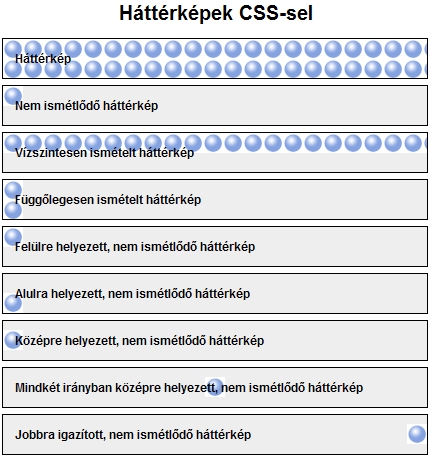 Háttérképek CSS-sel
Háttérkép
Nem ismétlődő háttérkép
Vízszintesen ismételt háttérkép
Függőlegesen ismételt háttérkép
Felülre helyezett, nem ismétlődő háttérkép
Alulra helyezett, nem ismétlődő háttérkép
Középre helyezett, nem ismétlődő háttérkép
Mindkét irányban középre helyezett, nem ismétlődő háttérkép
Jobbra igazított, nem ismétlődő háttérkép